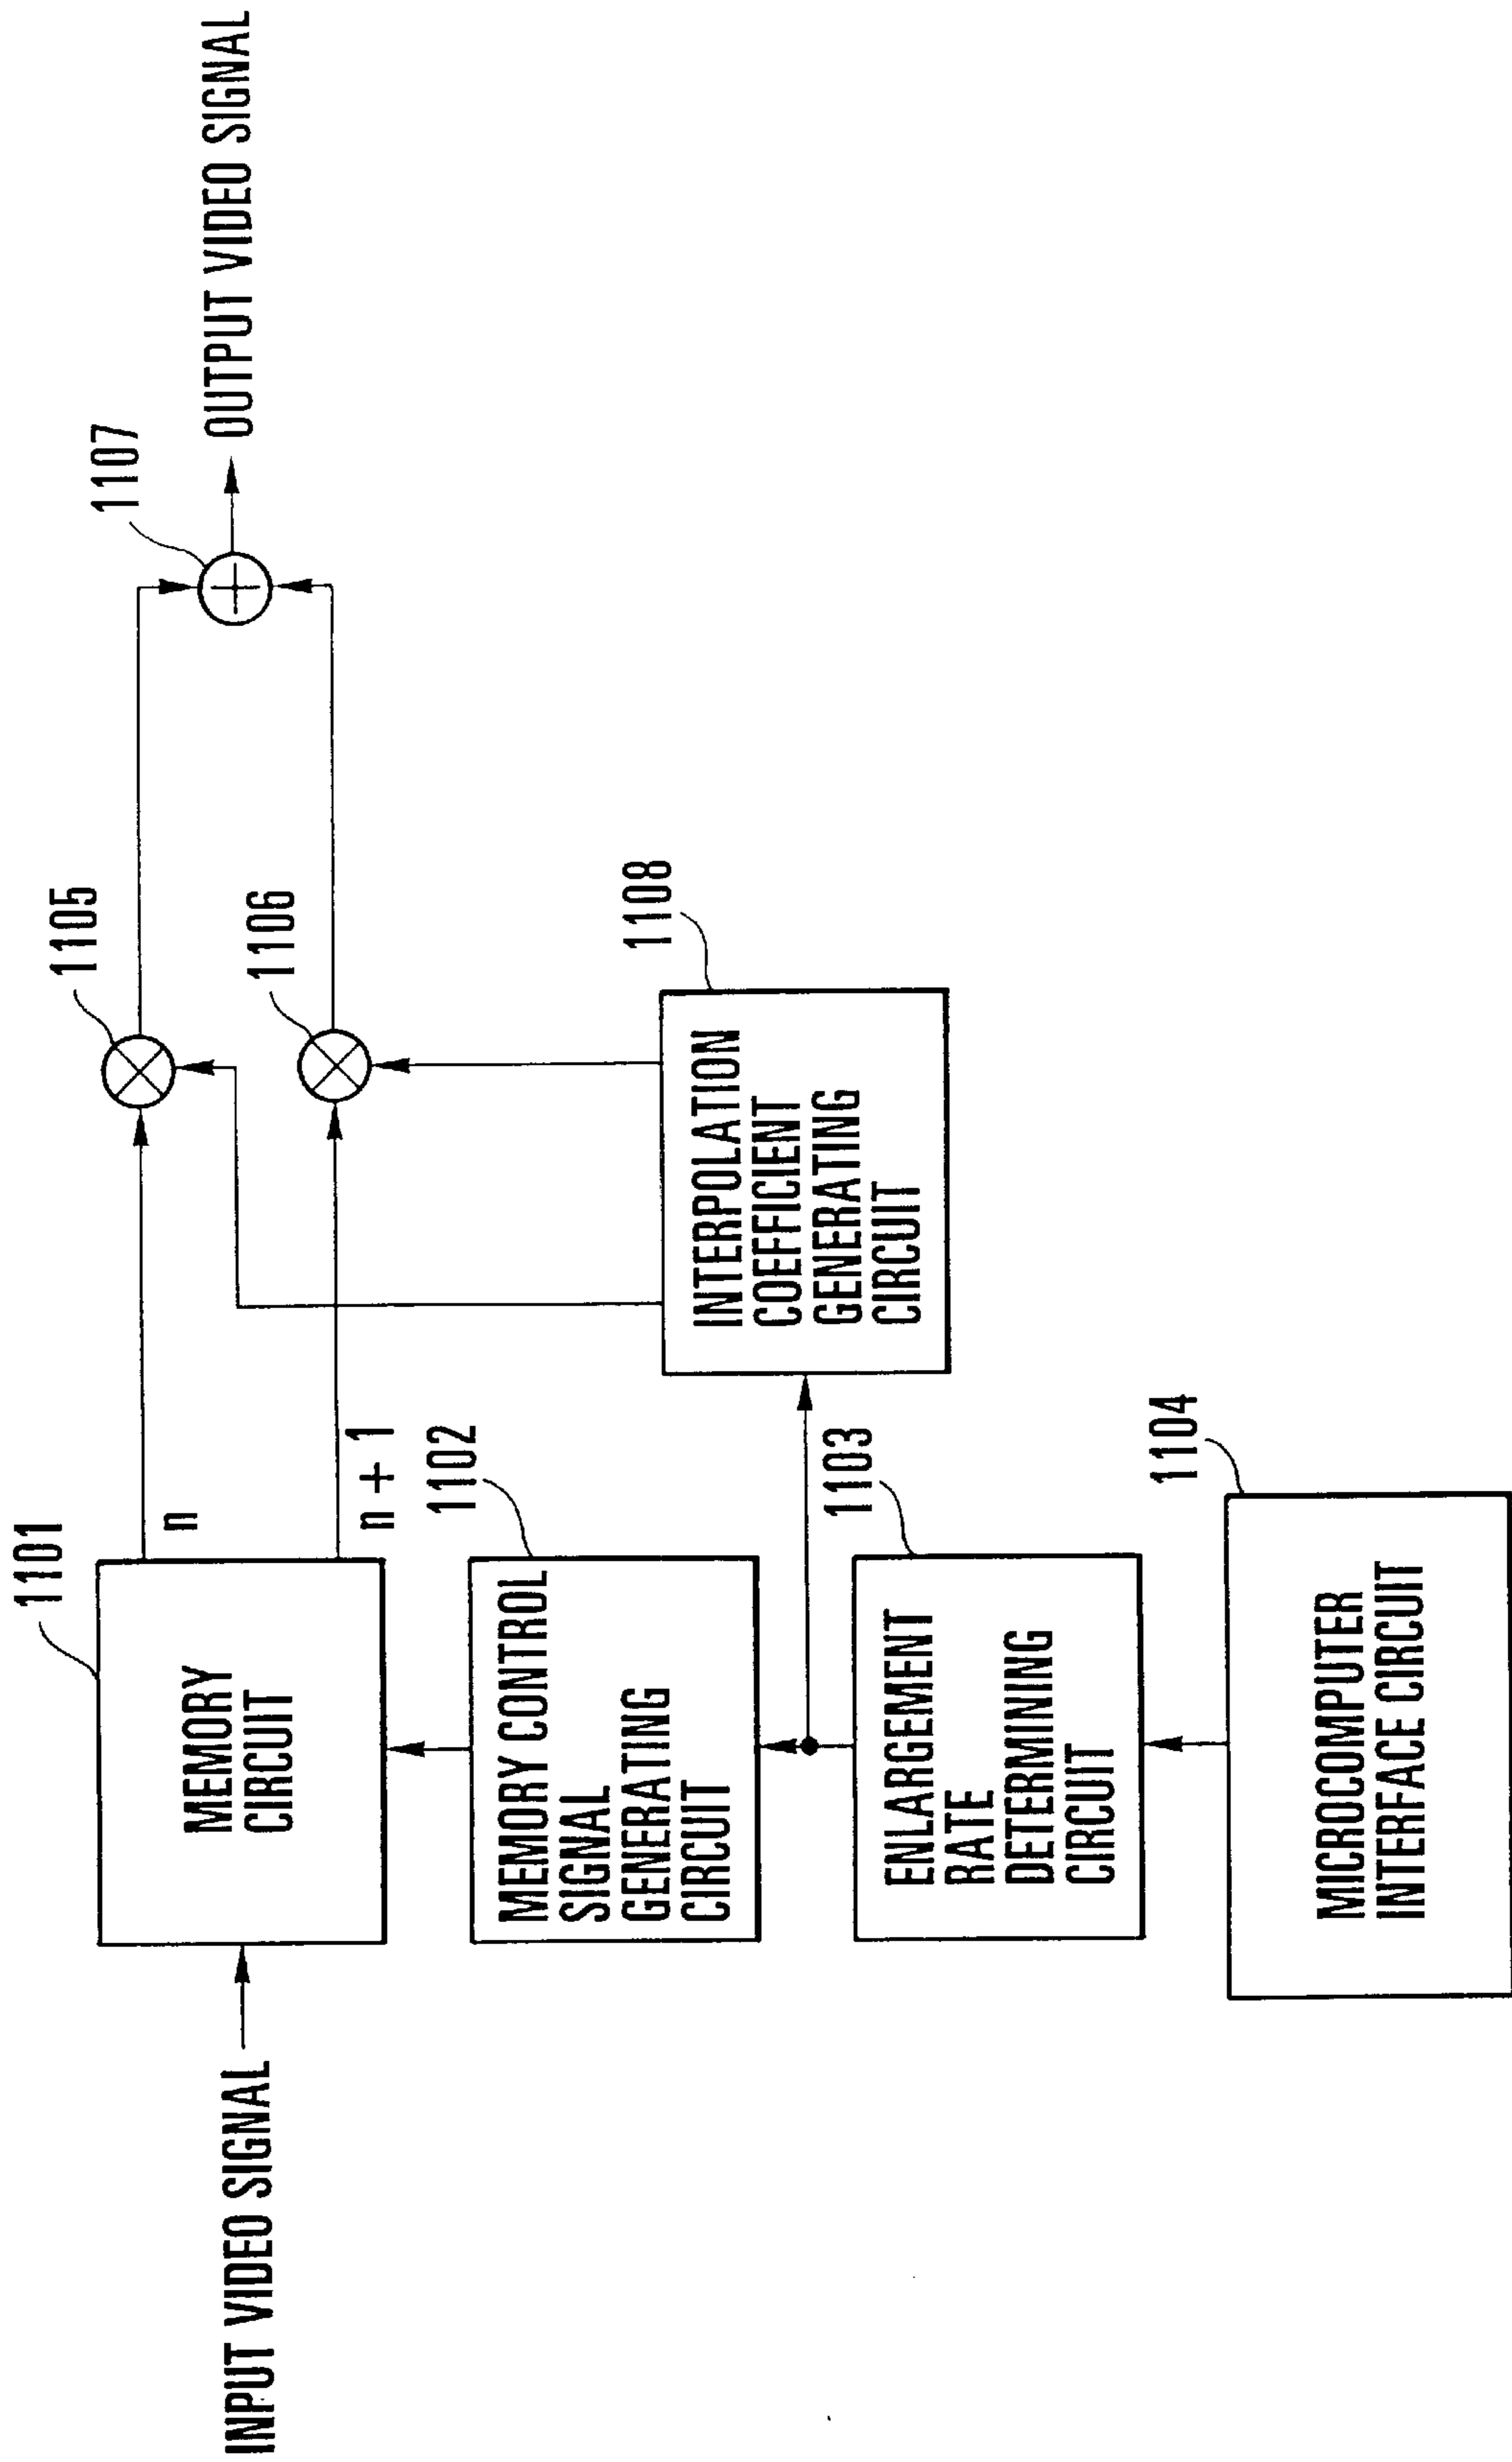 INPUT VIDEO SIGNAL
1101
MEMORY
CIRCUIT
n
n + 1
1105
1106
1107
OUTPUT VIDEO SIGNAL
1102
MEMORY CONTROL
SIGNAL
GENERATING
CIRCUIT
1108
INTERPOLATION
COEFFICIENT
GENERATING
CIRCUIT
1103
ENLARGEMENT
RATE
DETERMINING
CIRCUIT
1104
MICROCOMPUTER
INTERFACE CIRCUIT